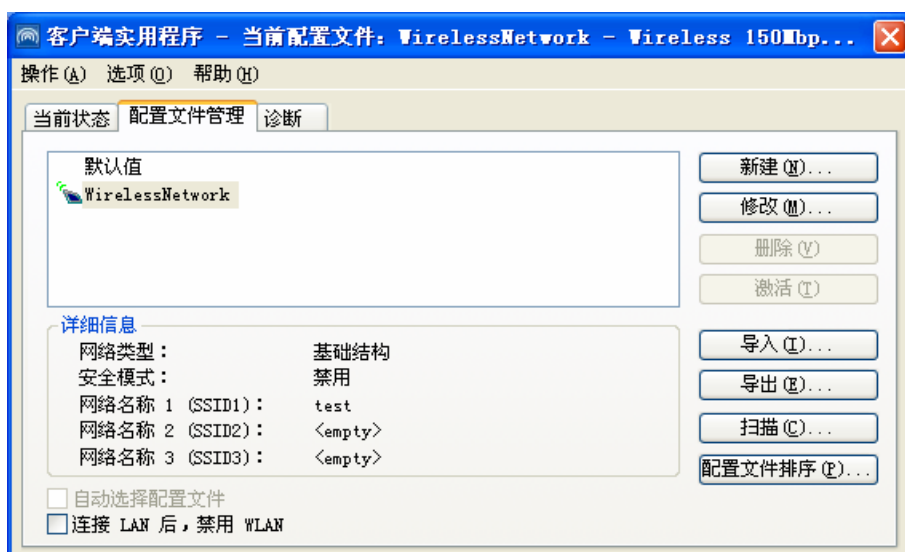 客户端实用程序 - 当前配置文件: WirelessNetwork - Wireless 150Mbp...
操作(A) 选项(O) 帮助(H)
当前状态 配置文件管理 诊断
默认值
WirelessNetwork
新建(N)...
修改(M)...
删除(V)
激活(T)
详细信息
网络类型： 基础结构
安全模式： 禁用
网络名称 1 (SSID1)： test
网络名称 2 (SSID2)： <empty>
网络名称 3 (SSID3)： <empty>
导入(I)...
导出(E)...
扫描(C)...
配置文件排序(P)...
自动选择配置文件
连接 LAN 后，禁用 WLAN